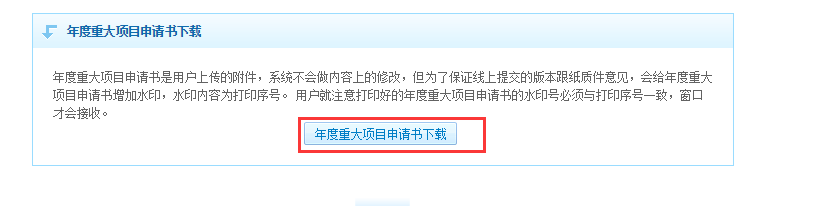 年度重大项目申请书下载
年度重大项目申请书是用户上传的附件，系统不会做内容上的修改，但为了保证线上提交的版本跟纸质件意见，会给年度重大
项目申请书增加水印，水印内容为打印序号。 用户就注意打印好的年度重大项目申请书的水印号必须与打印序号一致，窗口
才会接收。
年度重大项目申请书下载